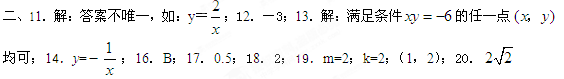 二、11.解：答案不唯一，如：y=2/x；12.－3；13.解：满足条件xy=-6的任一点(x, y)
均可；14. y=-1/x；16. B；17. 0.5；18. 2；19. m=2；k=2；（1，2）；20. 2√2